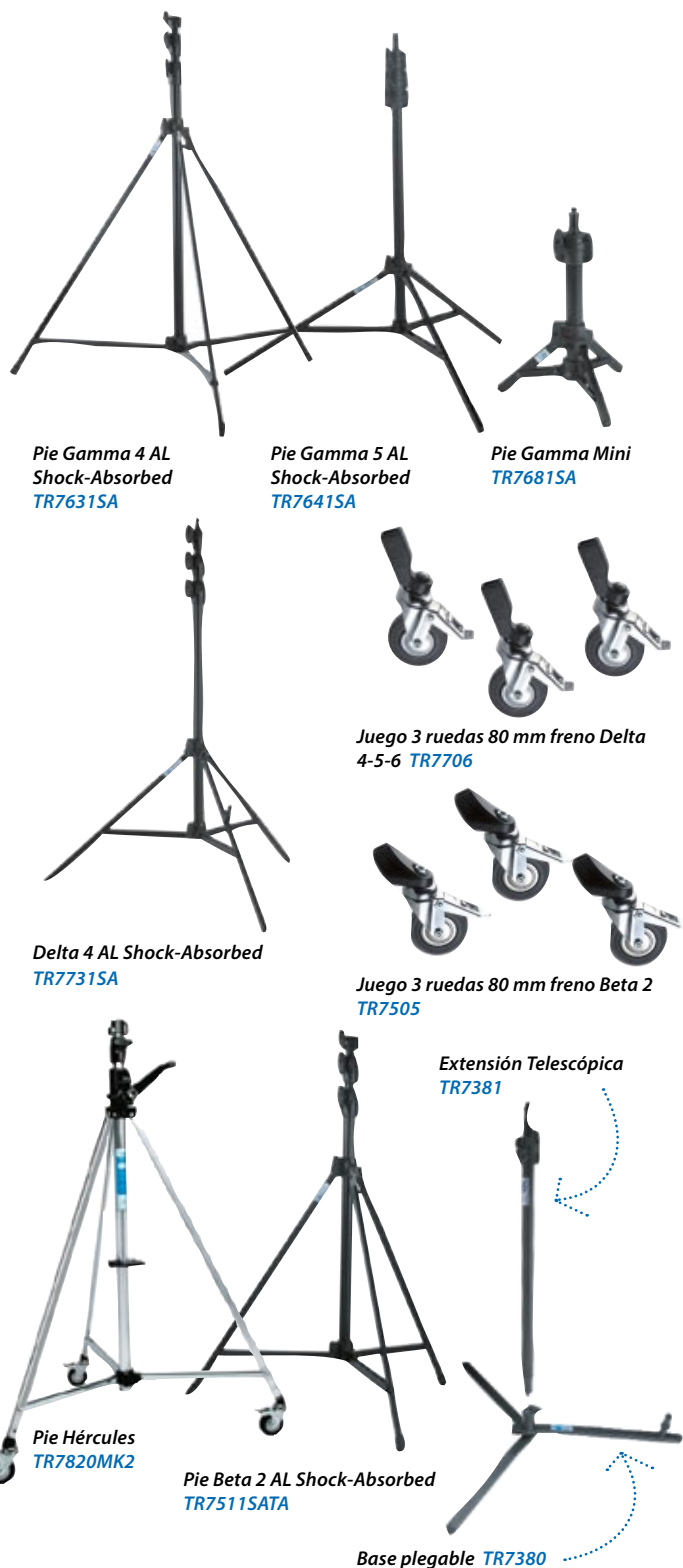 Pie Gamma 4 AL
Shock-Absorbed
TR7631SA
Pie Gamma 5 AL
Shock-Absorbed
TR7641SA
Pie Gamma Mini
TR7681SA
Juego 3 ruedas 80 mm freno Delta
4-5-6 TR7706
Delta 4 AL Shock-Absorbed
TR7731SA
Juego 3 ruedas 80 mm freno Beta 2
TR7505
Extensión Telescópica
TR7381
Pie Hércules
TR7820MK2
Pie Beta 2 AL Shock-Absorbed
TR7511SATA
Base plegable TR7380